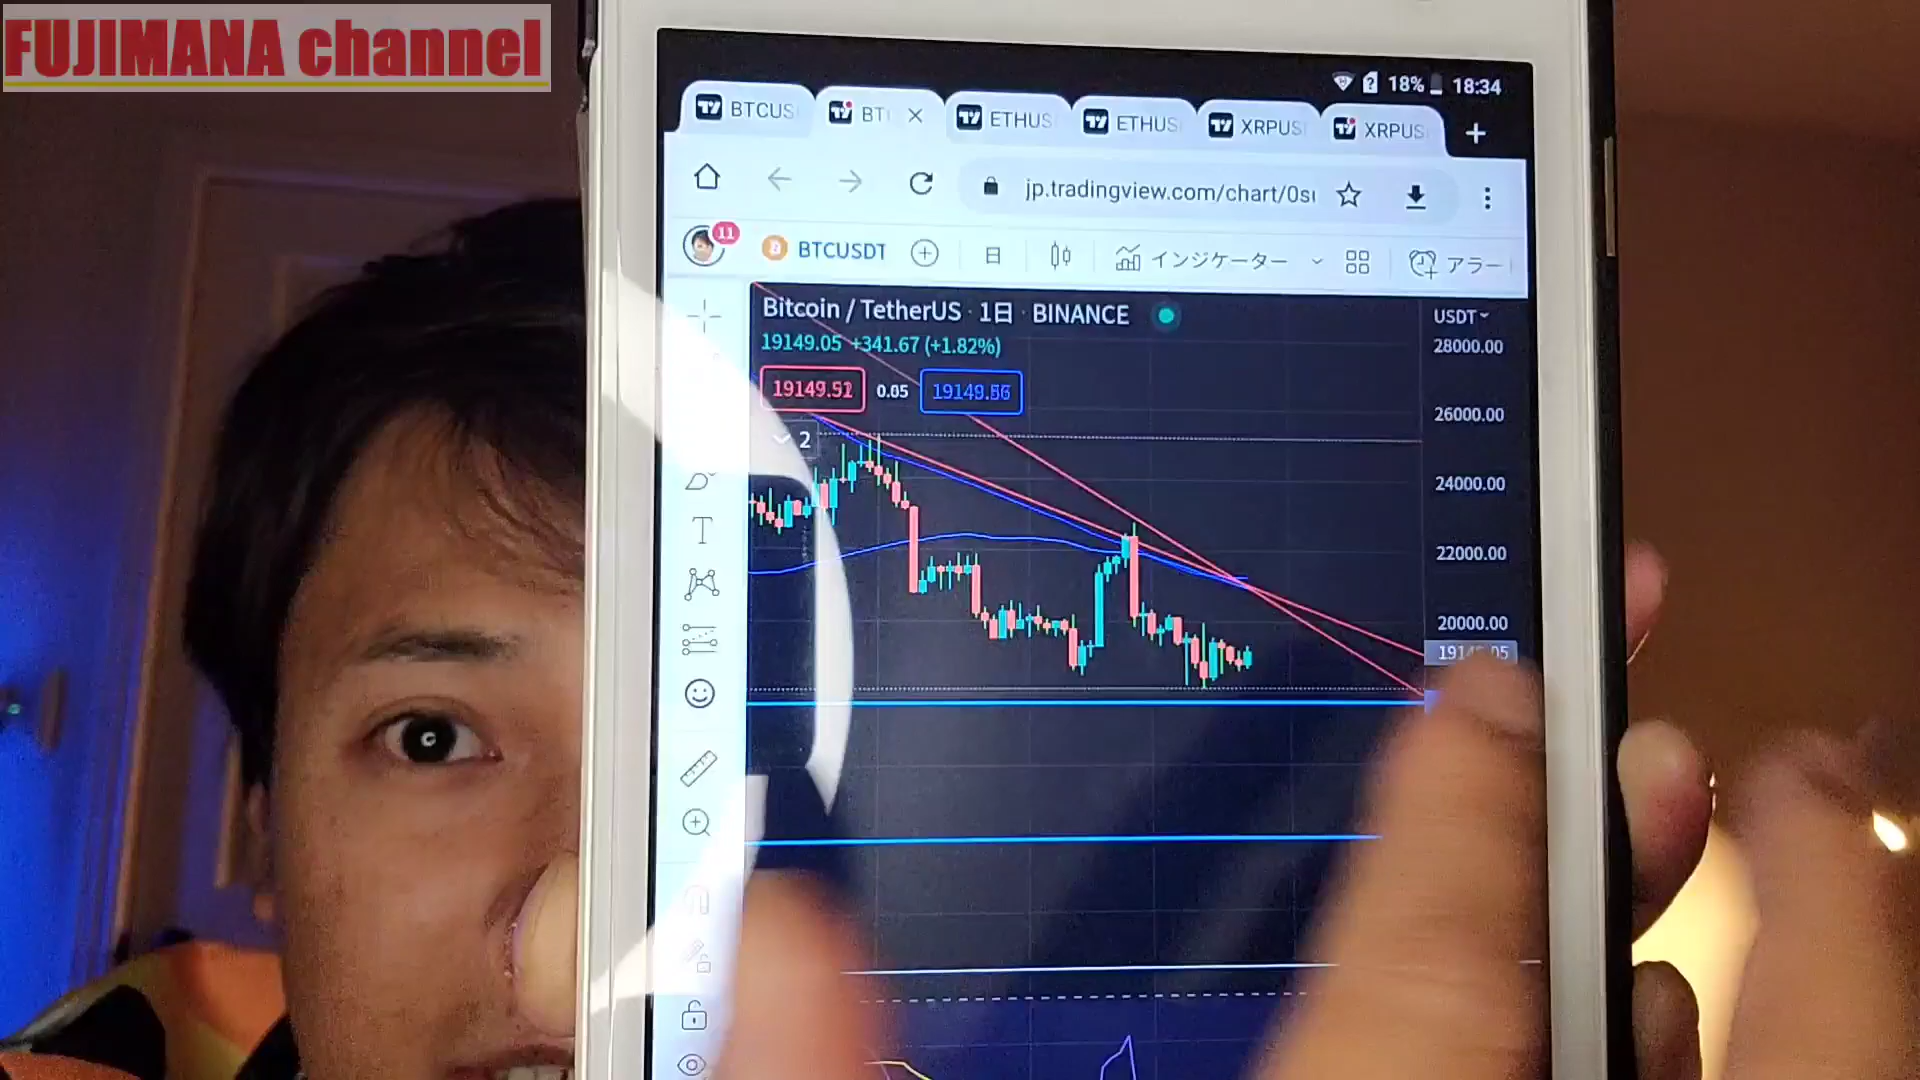 FUJIMANA channel
18% 18:34
BTCUS BT ETHUS ETHUS XRPUS XRPUS
jp.tradingview.com/chart/0s
11 BTCUSDT 日 インジケーター アラー
Bitcoin / TetherUS · 1日 · BINANCE
USDT
19149.05 +341.67 (+1.82%)
28000.00
19149.51 0.05 19149.56
26000.00
2
24000.00
22000.00
20000.00